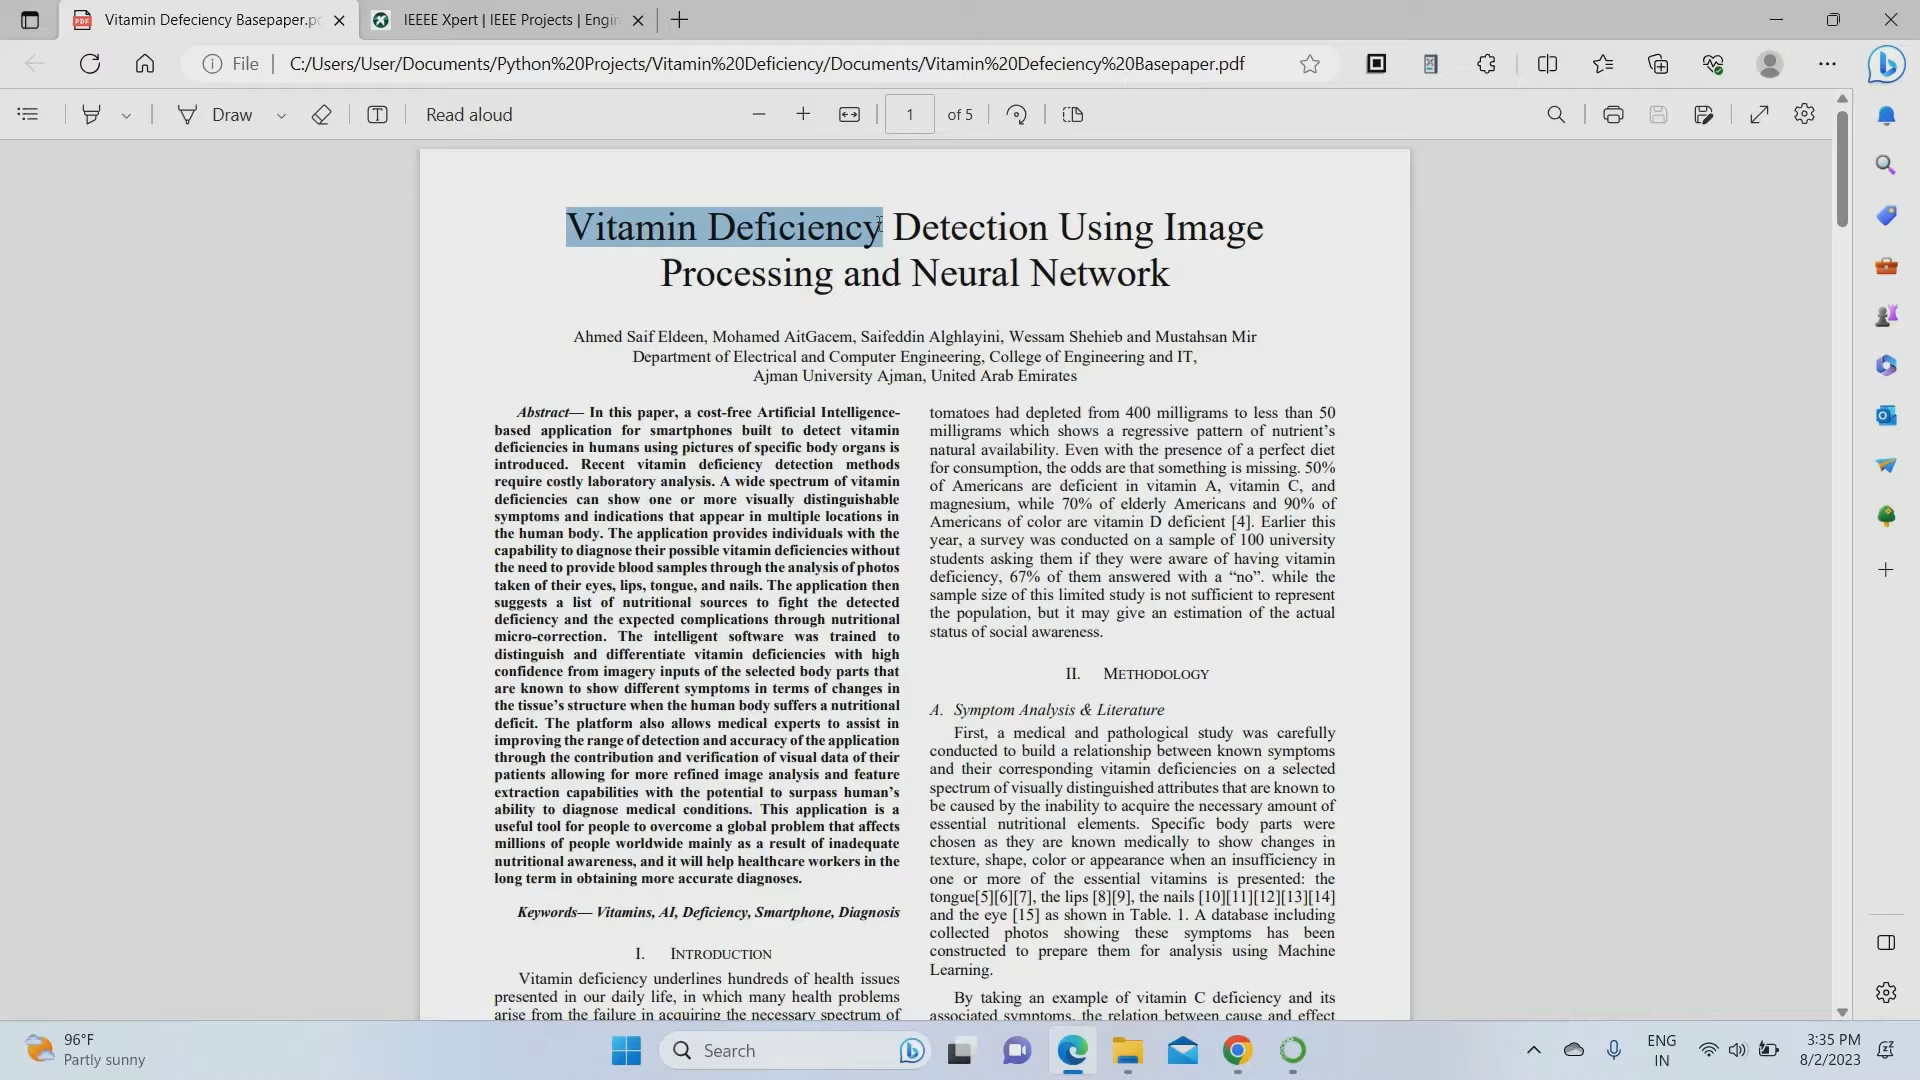 Vitamin Defeciency Basepaper.pd
IEEEE Xpert | IEEE Projects | Engin
File
C:/Users/User/Documents/Python%20Projects/Vitamin%20Deficiency/Documents/Vitamin%20Defeciency%20Basepaper.pdf
Draw
Read aloud
1
of 5
Vitamin Deficiency Detection Using Image
Processing and Neural Network
Ahmed Saif Eldeen, Mohamed AitGacem, Saifeddin Alghlayini, Wessam Shehieb and Mustahsan Mir
Department of Electrical and Computer Engineering, College of Engineering and IT,
Ajman University Ajman, United Arab Emirates
Abstract— In this paper, a cost-free Artificial Intelligence-
based application for smartphones built to detect vitamin
deficiencies in humans using pictures of specific body organs is
introduced. Recent vitamin deficiency detection methods
require costly laboratory analysis. A wide spectrum of vitamin
deficiencies can show one or more visually distinguishable
symptoms and indications that appear in multiple locations in
the human body. The application provides individuals with the
capability to diagnose their possible vitamin deficiencies without
the need to provide blood samples through the analysis of photos
taken of their eyes, lips, tongue, and nails. The application then
suggests a list of nutritional sources to fight the detected
deficiency and the expected complications through nutritional
micro-correction. The intelligent software was trained to
distinguish and differentiate vitamin deficiencies with high
confidence from imagery inputs of the selected body parts that
are known to show different symptoms in terms of changes in
the tissue's structure when the human body suffers a nutritional
deficit. The platform also allows medical experts to assist in
improving the range of detection and accuracy of the application
through the contribution and verification of visual data of their
patients allowing for more refined image analysis and feature
extraction capabilities with the potential to surpass human's
ability to diagnose medical conditions. This application is a
useful tool for people to overcome a global problem that affects
millions of people worldwide mainly as a result of inadequate
nutritional awareness, and it will help healthcare workers in the
long term in obtaining more accurate diagnoses.
Keywords— Vitamins, AI, Deficiency, Smartphone, Diagnosis
I. INTRODUCTION
Vitamin deficiency underlines hundreds of health issues
presented in our daily life, in which many health problems
arise from the failure in acquiring the necessary spectrum of
tomatoes had depleted from 400 milligrams to less than 50
milligrams which shows a regressive pattern of nutrient's
natural availability. Even with the presence of a perfect diet
for consumption, the odds are that something is missing. 50%
of Americans are deficient in vitamin A, vitamin C, and
magnesium, while 70% of elderly Americans and 90% of
Americans of color are vitamin D deficient [4]. Earlier this
year, a survey was conducted on a sample of 100 university
students asking them if they were aware of having vitamin
deficiency, 67% of them answered with a “no”. while the
sample size of this limited study is not sufficient to represent
the population, but it may give an estimation of the actual
status of social awareness.
II. METHODOLOGY
A. Symptom Analysis & Literature
First, a medical and pathological study was carefully
conducted to build a relationship between known symptoms
and their corresponding vitamin deficiencies on a selected
spectrum of visually distinguished attributes that are known to
be caused by the inability to acquire the necessary amount of
essential nutritional elements. Specific body parts were
chosen as they are known medically to show changes in
texture, shape, color or appearance when an insufficiency in
one or more of the essential vitamins is presented: the
tongue[5][6][7], the lips [8][9], the nails [10][11][12][13][14]
and the eye [15] as shown in Table. 1. A database including
collected photos showing these symptoms has been
constructed to prepare them for analysis using Machine
Learning.
By taking an example of vitamin C deficiency and its
associated symptoms, the relation between cause and effect
96°F
Partly sunny
Search
ENG
IN
3:35 PM
8/2/2023